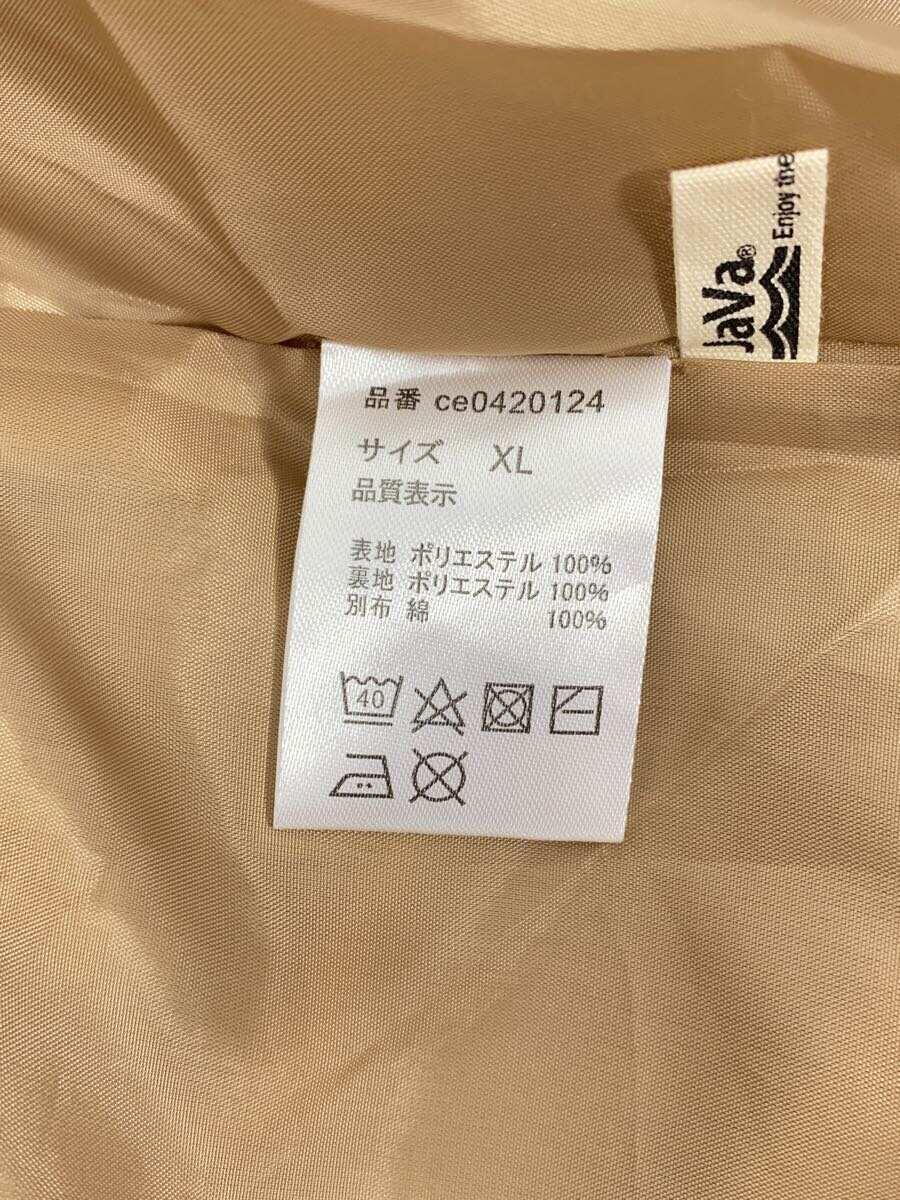 JaVa®
Enjoy the
品番 ce0420124
サイズ XL
品質表示
表地 ポリエステル 100%
裏地 ポリエステル 100%
別布 綿 100%
40